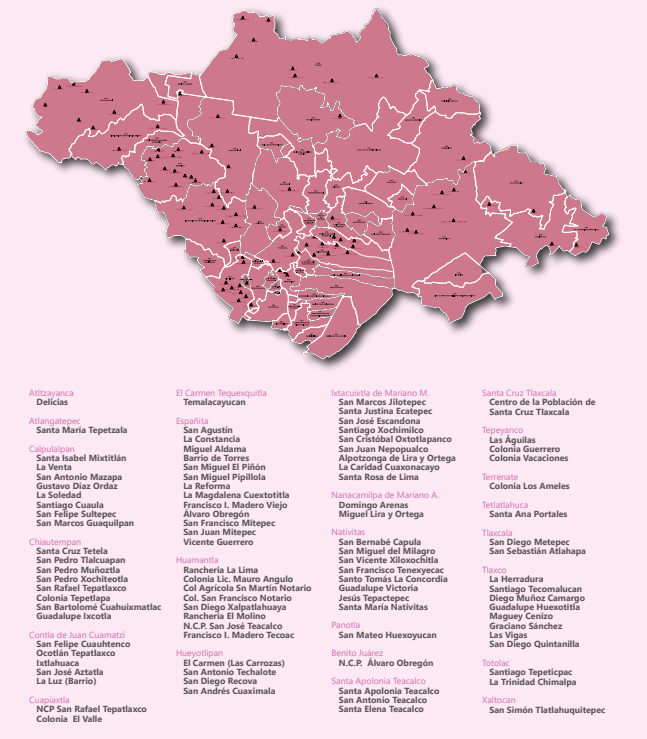 Atltzayanca
Delicias
Atlangatepec
Santa María Tepetzala
Calpulalpan
Santa Isabel Mixtitlán
La Venta
San Antonio Mazapa
Gustavo Díaz Ordaz
La Soledad
Santiago Cuaula
San Felipe Sultepec
San Marcos Guaquilpan
Chiautempan
Santa Cruz Tetela
San Pedro Tlalcuapan
San Pedro Muñoztla
San Pedro Xochiteotla
San Rafael Tepatlaxco
Colonia Tepetlapa
San Bartolomé Cuahuixmatlac
Guadalupe Ixcotla
Contla de Juan Cuamatzi
San Felipe Cuauhutenco
Ocotlán Tepatlaxco
Ixtlahuaca
San José Aztatla
La Luz (Barrio)
Cuapiaxtla
NCP San Rafael Tepatlaxco
Colonia El Valle
El Carmen Tequexquitla
Temalacayucan
Españita
San Agustín
La Constancia
Miguel Aldama
Barrio de Torres
San Miguel El Piñón
San Miguel Pipillola
La Reforma
La Magdalena Cuextotitla
Francisco I. Madero Viejo
Álvaro Obregón
San Francisco Mitepec
San Juan Mitepec
Vicente Guerrero
Huamantla
Ranchería La Lima
Colonia Lic. Mauro Angulo
Col Agrícola Sn Martín Notario
Col. San Francisco Notario
San Diego Xalpatlahuaya
Ranchería El Molino
N.C.P. San José Teacalco
Francisco I. Madero Tecoac
Hueyotlipan
El Carmen (Las Carrozas)
San Antonio Techalote
San Diego Recova
San Andrés Cuaximala
Ixtacuixtla de Mariano M.
San Marcos Jilotepec
Santa Justina Ecatepec
San José Escandona
Santiago Xochimilco
San Cristóbal Oxtotlapanco
San Juan Nepopualco
Alpotzonga de Lira y Ortega
La Caridad Cuaxonacayo
Santa Rosa de Lima
Nanacamilpa de Mariano A.
Domingo Arenas
Miguel Lira y Ortega
Nativitas
San Bernabé Capula
San Miguel del Milagro
San Vicente Xiloxochitla
San Francisco Tenexyecac
Santo Tomás La Concordia
Guadalupe Victoria
Jesús Tepactepec
Santa María Nativitas
Panotla
San Mateo Huexoyucan
Benito Juárez
N.C.P. Álvaro Obregón
Santa Apolonia Teacalco
Santa Apolonia Teacalco
San Antonio Teacalco
Santa Elena Teacalco
Santa Cruz Tlaxcala
Centro de la Población de
Santa Cruz Tlaxcala
Tepeyanco
Las Águilas
Colonia Guerrero
Colonia Vacaciones
Terrenate
Colonia Los Ameles
Tetlatlahuca
Santa Ana Portales
Tlaxcala
San Diego Metepec
San Sebastián Atlahapa
Tlaxco
La Herradura
Santiago Tecomalucan
Diego Muñoz Camargo
Guadalupe Huexotitla
Maguey Cenizo
Graciano Sánchez
Las Vigas
San Diego Quintanilla
Totolac
Santiago Tepeticpac
La Trinidad Chimalpa
Xaltocan
San Simón Tlatlahuquitepec